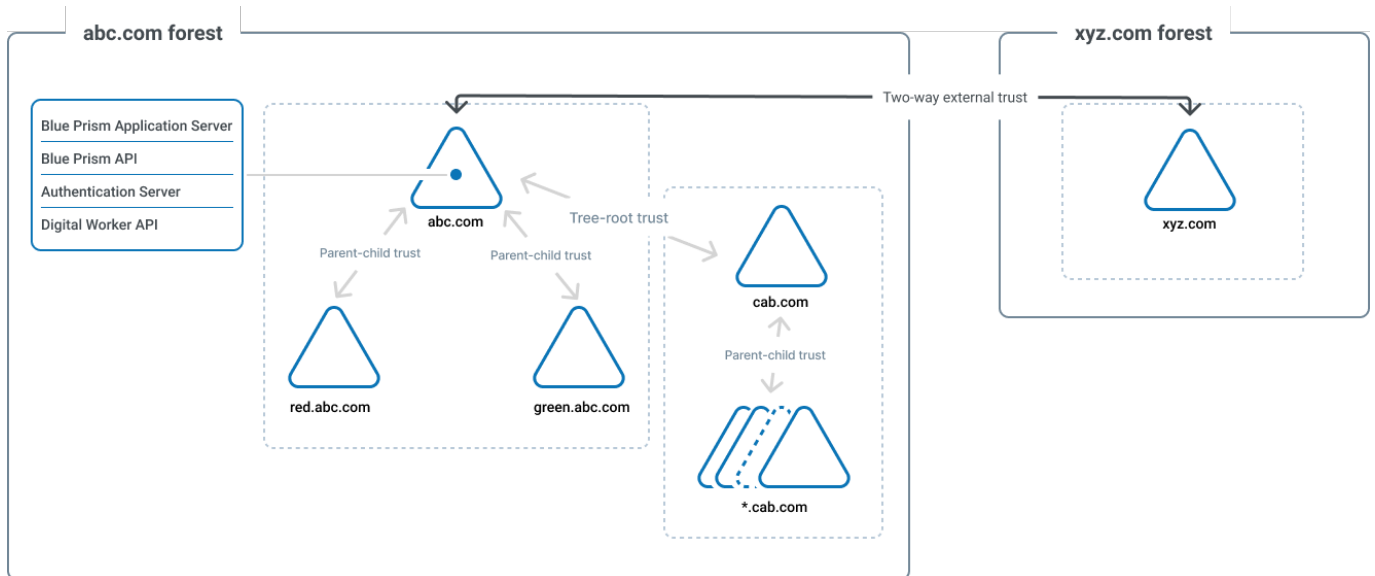 abc.com forest
xyz.com forest
Two-way external trust
Blue Prism Application Server
Blue Prism API
Authentication Server
Digital Worker API
abc.com
Tree-root trust
xyz.com
Parent-child trust
Parent-child trust
cab.com
Parent-child trust
red.abc.com
green.abc.com
*.cab.com